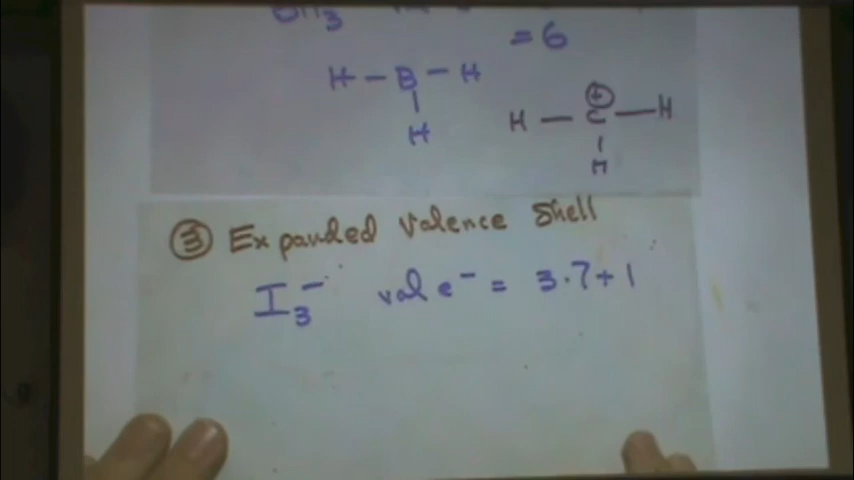 = 6
H - B - H
H
⊕
H - C - H
H
③ Expanded Valence Shell
I₃⁻ val e⁻ = 3·7+1